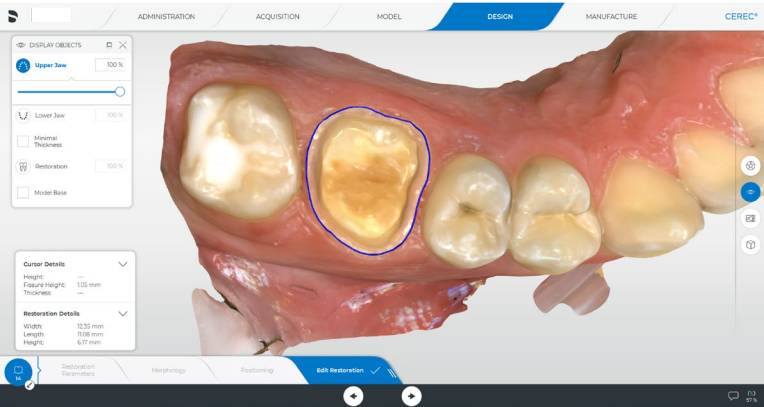 ADMINISTRATION
ACQUISITION
MODEL
DESIGN
MANUFACTURE
CEREC®
DISPLAY OBJECTS
Upper Jaw 100 %
Lower Jaw 100 %
Minimal
Thickness
Restoration 100 %
Model Base
Cursor Details
Height: ---
Fissure Height: 1.05 mm
Thickness ---
Restoration Details
Width: 12.35 mm
Length: 11.08 mm
Height: 6.17 mm
14
Restoration
Parameters
Morphology
Positioning
Edit Restoration
57 %